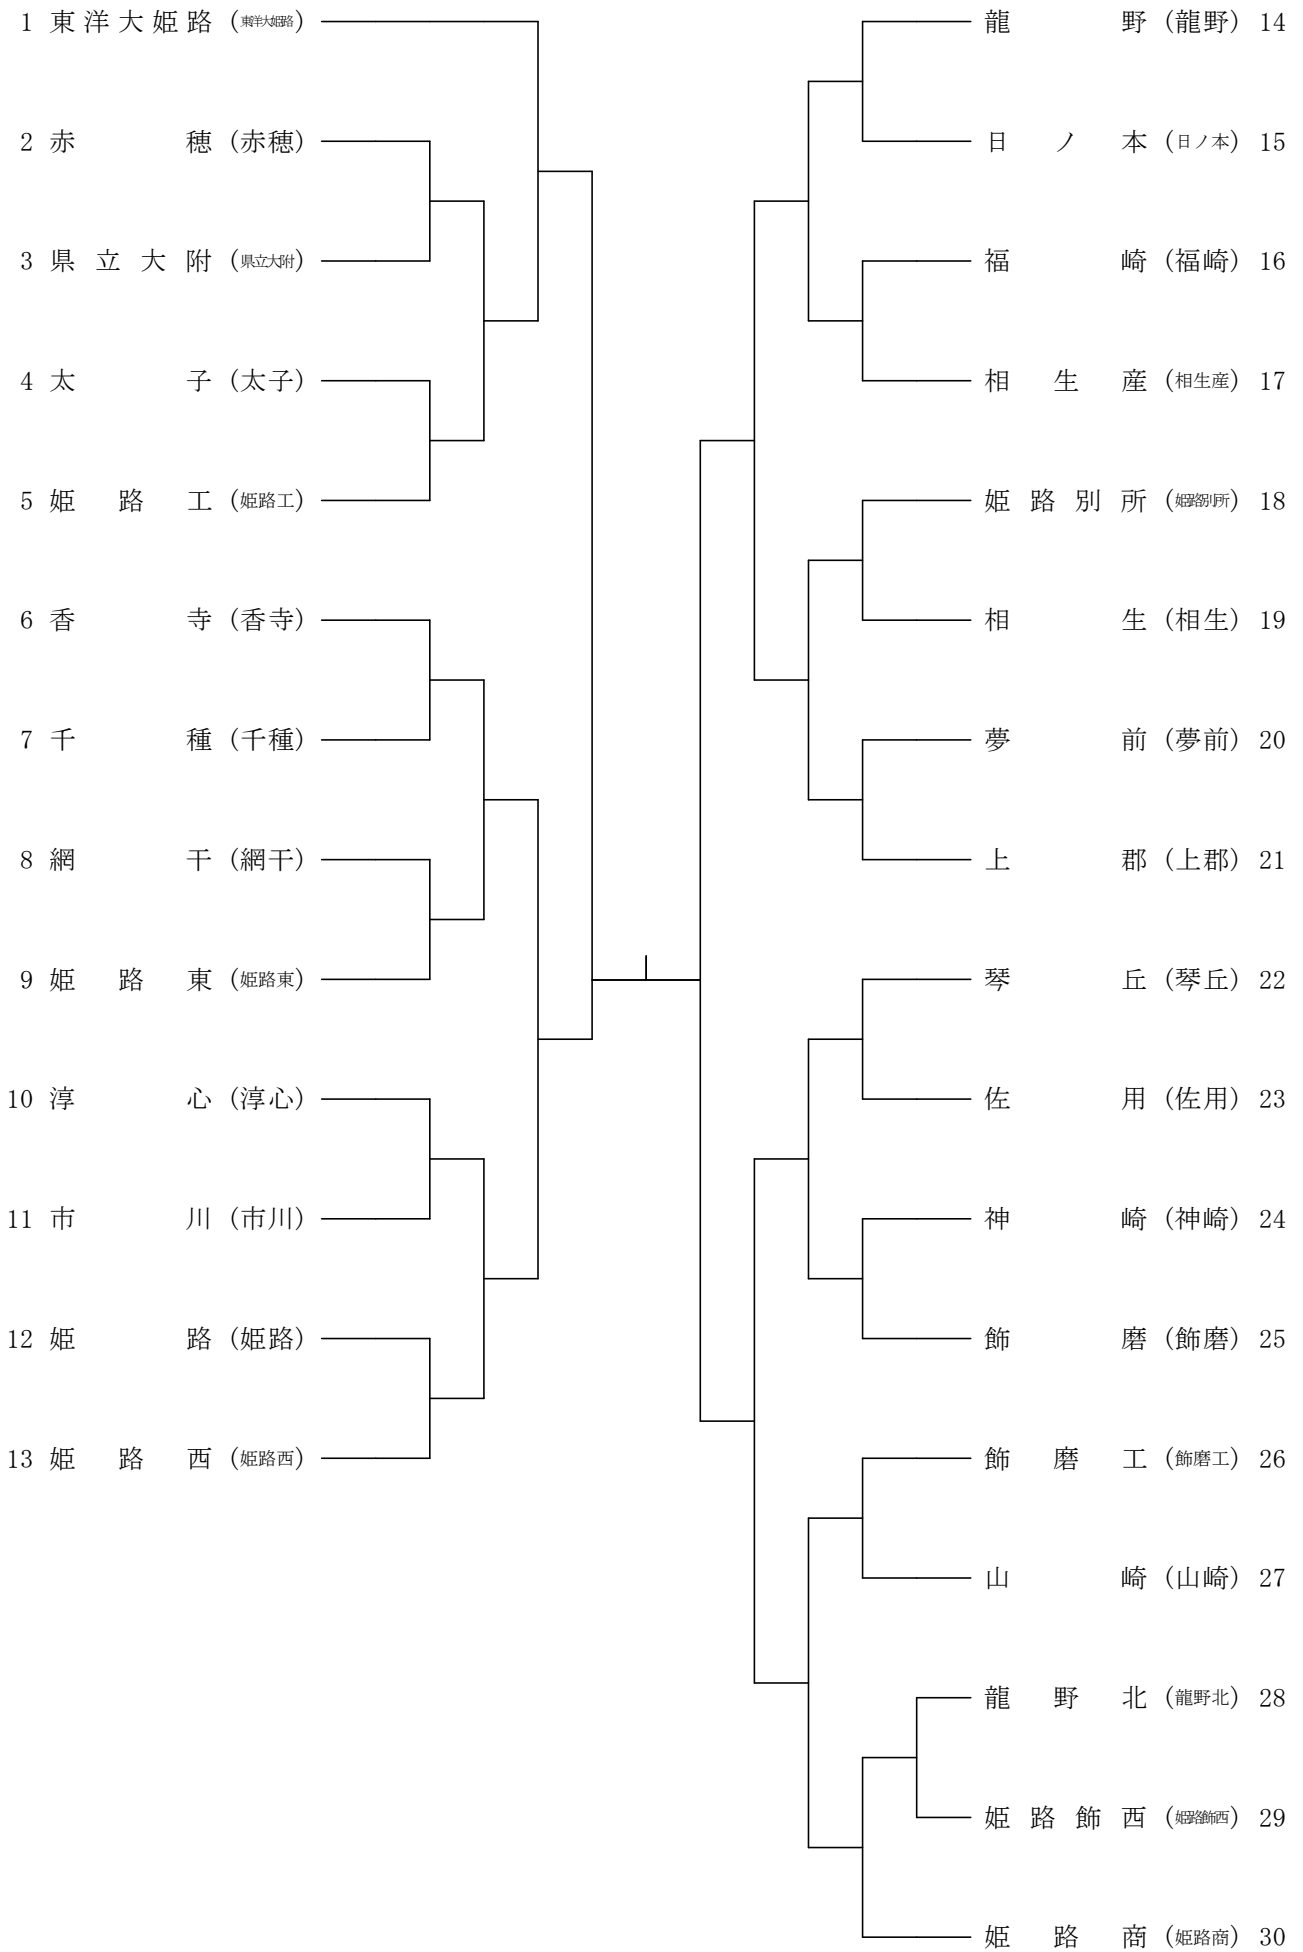 1 東洋大姫路 (東洋大姫路)
2 赤穂 (赤穂)
3 県立大附 (県立大附)
4 太子 (太子)
5 姫路工 (姫路工)
6 香寺 (香寺)
7 千種 (千種)
8 網干 (網干)
9 姫路東 (姫路東)
10 淳心 (淳心)
11 市川 (市川)
12 姫路 (姫路)
13 姫路西 (姫路西)
龍野 (龍野) 14
日ノ本 (日ノ本) 15
福崎 (福崎) 16
相生産 (相生産) 17
姫路別所 (姫路別所) 18
相生 (相生) 19
夢前 (夢前) 20
上郡 (上郡) 21
琴丘 (琴丘) 22
佐用 (佐用) 23
神崎 (神崎) 24
飾磨 (飾磨) 25
飾磨工 (飾磨工) 26
山崎 (山崎) 27
龍野北 (龍野北) 28
姫路飾西 (姫路飾西) 29
姫路商 (姫路商) 30